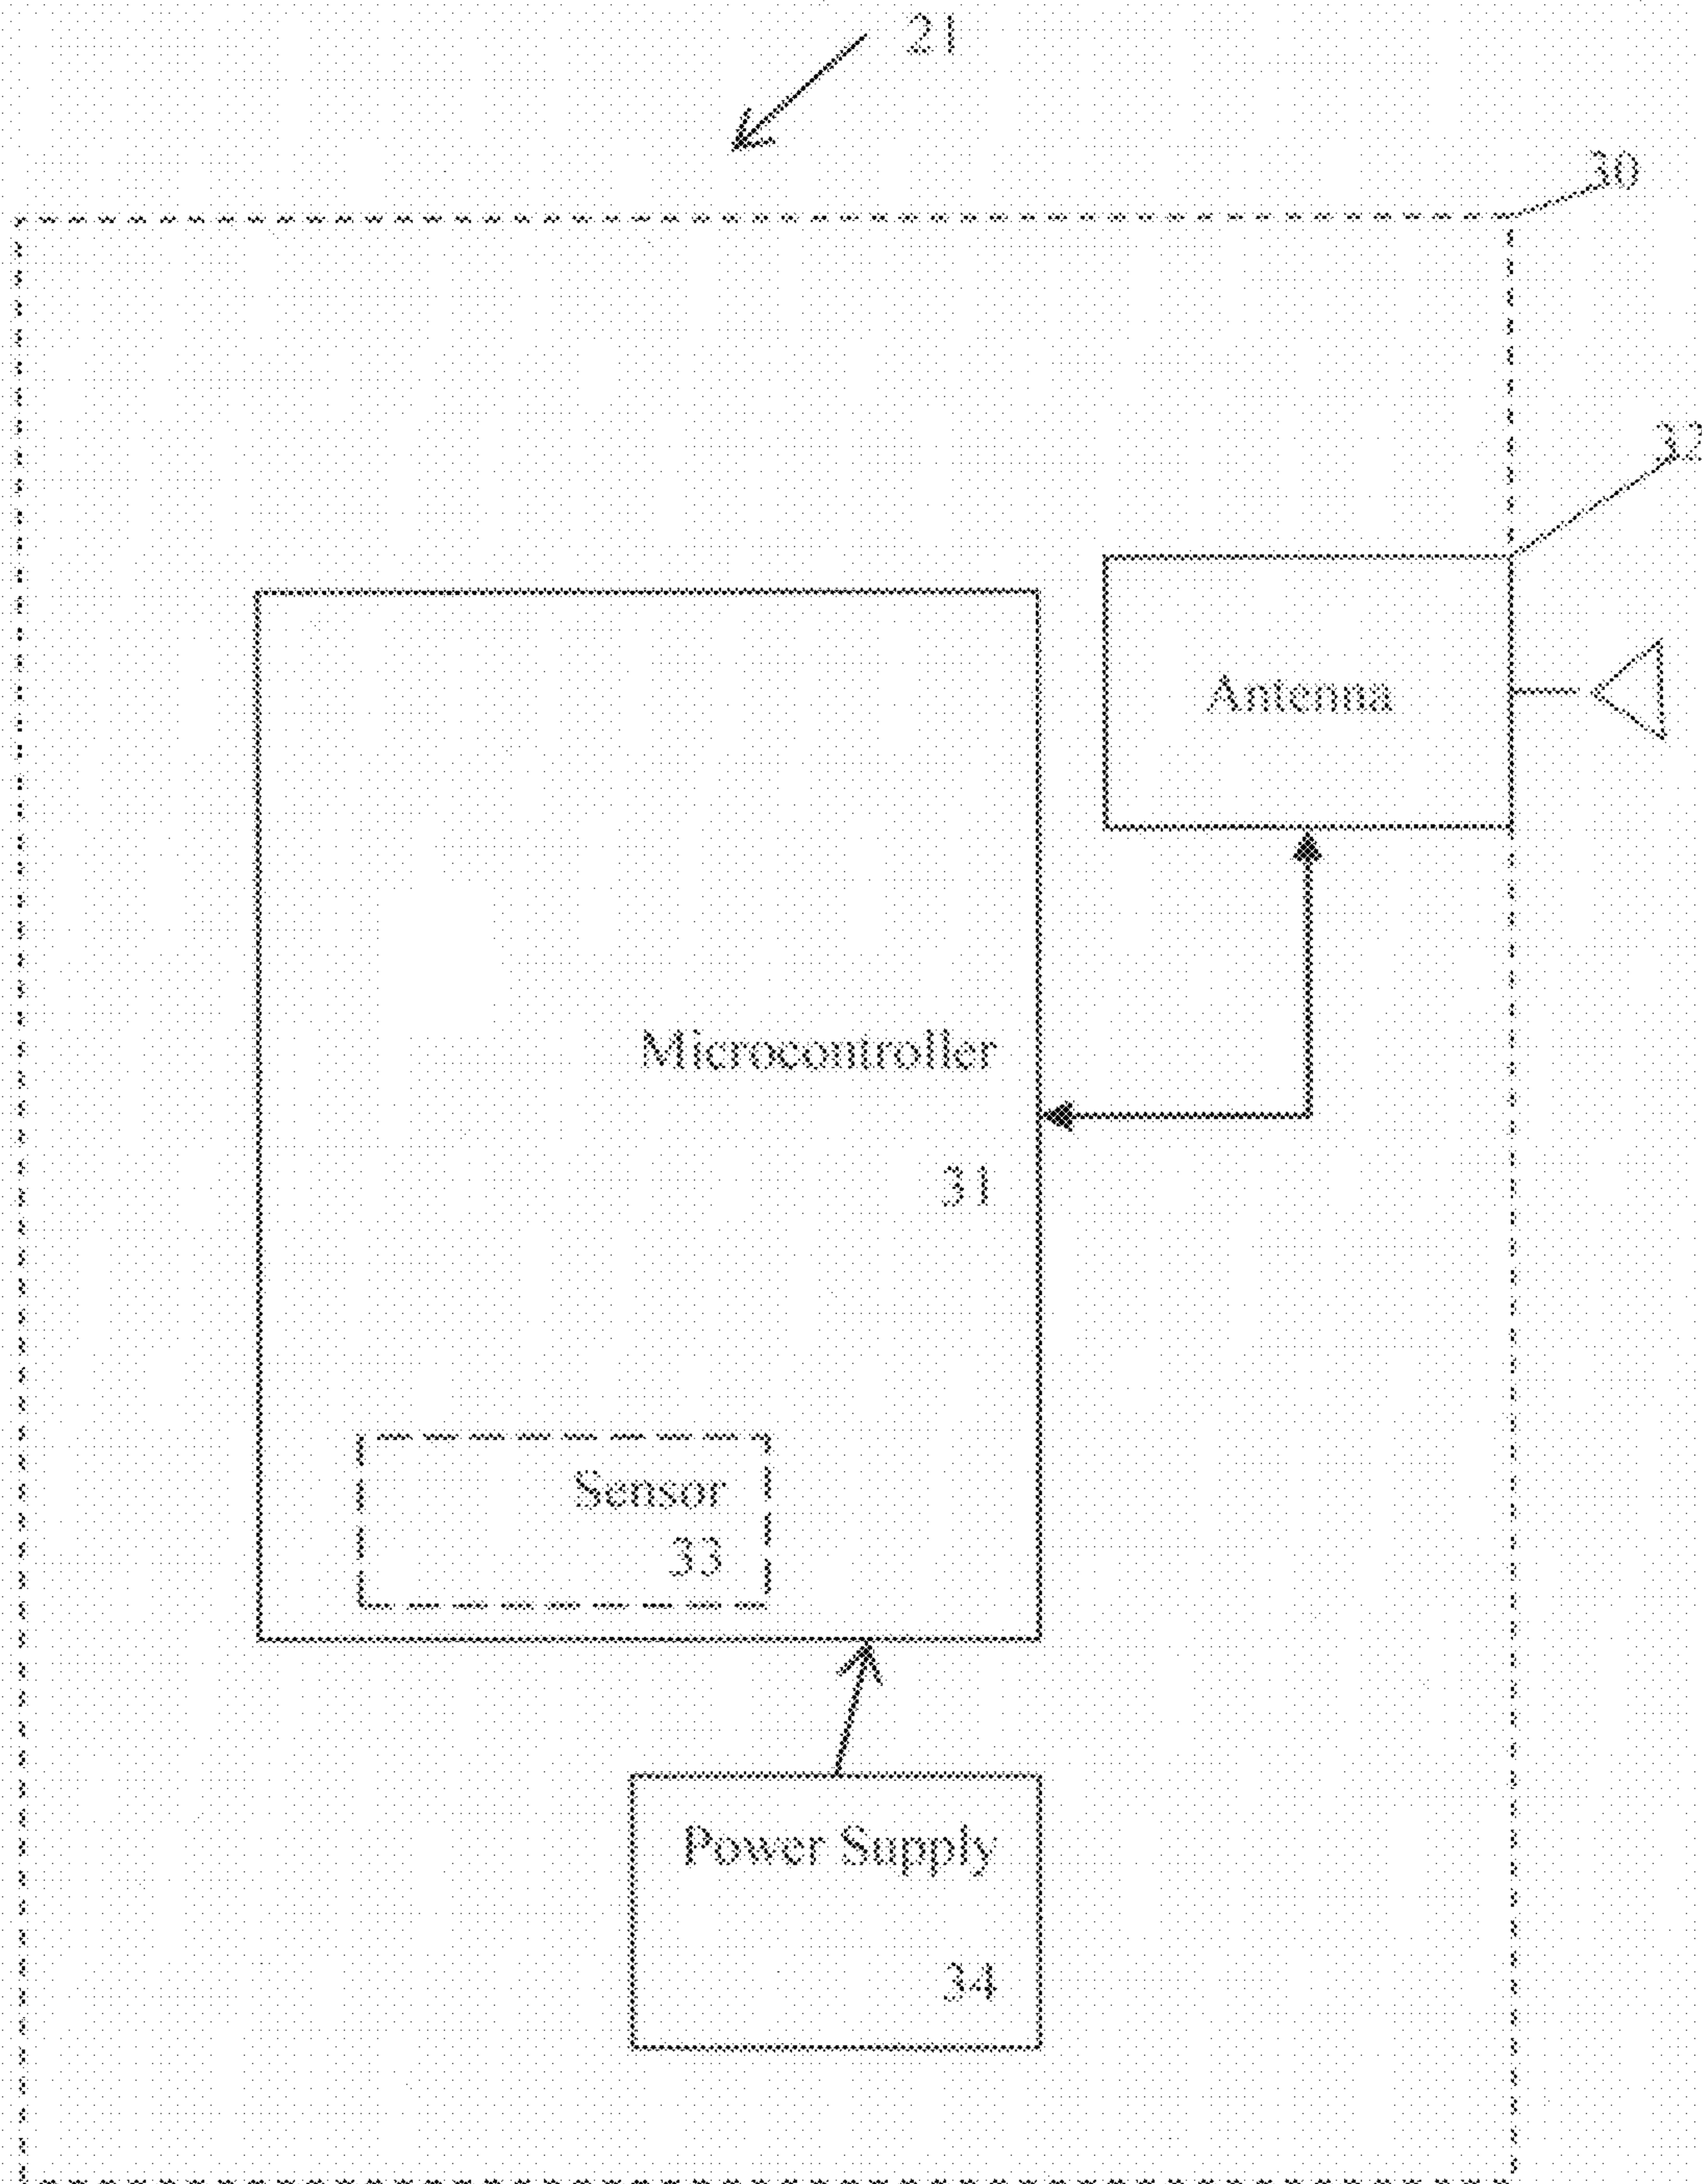 21
30
32
Antenna
Microcontroller
31
Sensor
33
Power Supply
34